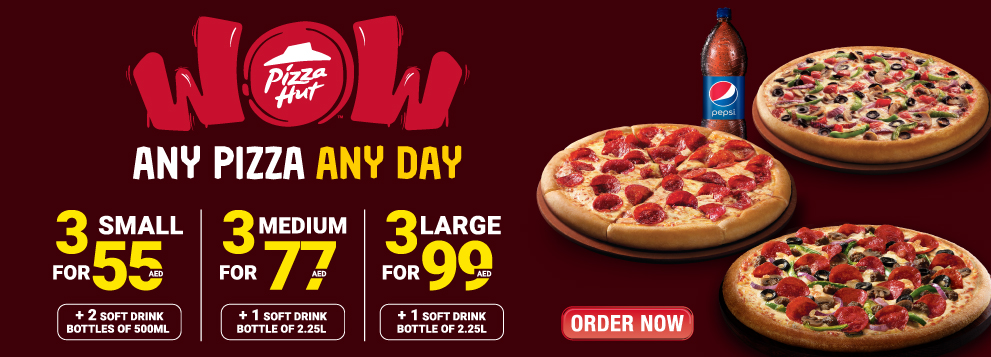 WOW
Pizza
Hut
™
ANY PIZZA ANY DAY
3 SMALL
FOR 55 AED
+ 2 SOFT DRINK
BOTTLES OF 500ML
3 MEDIUM
FOR 77 AED
+ 1 SOFT DRINK
BOTTLE OF 2.25L
3 LARGE
FOR 99 AED
+ 1 SOFT DRINK
BOTTLE OF 2.25L
pepsi
ORDER NOW